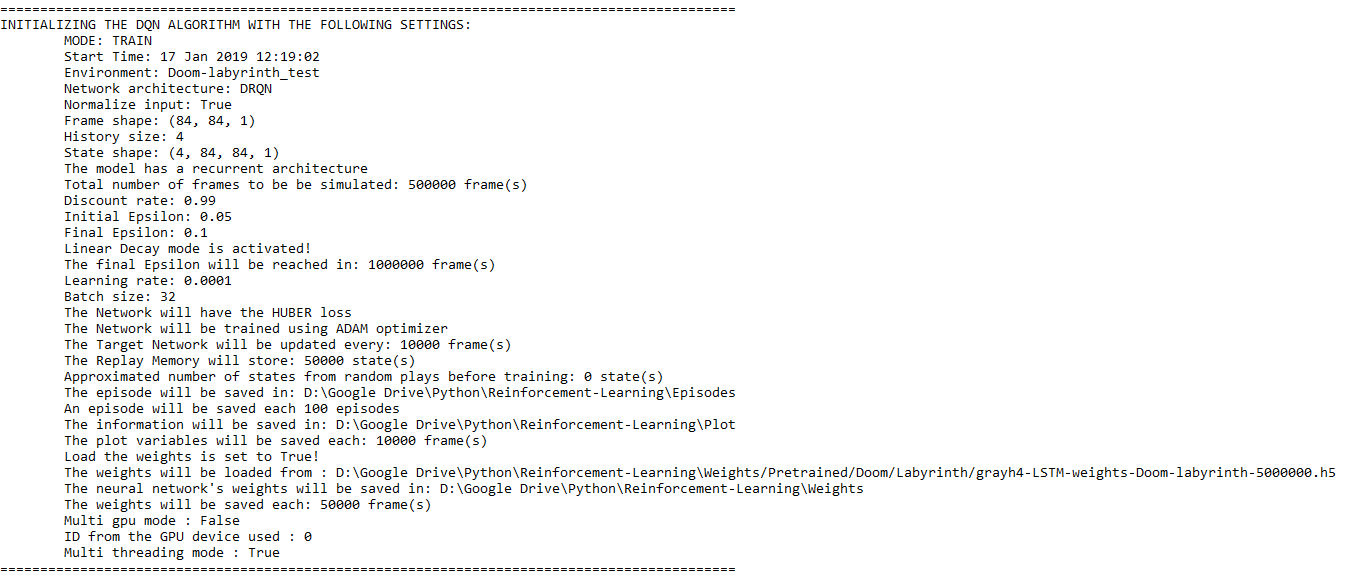 ============================================================================================
INITIALIZING THE DQN ALGORITHM WITH THE FOLLOWING SETTINGS:
MODE: TRAIN
Start Time: 17 Jan 2019 12:19:02
Environment: Doom-labyrinth_test
Network architecture: DRQN
Normalize input: True
Frame shape: (84, 84, 1)
History size: 4
State shape: (4, 84, 84, 1)
The model has a recurrent architecture
Total number of frames to be be simulated: 500000 frame(s)
Discount rate: 0.99
Initial Epsilon: 0.05
Final Epsilon: 0.1
Linear Decay mode is activated!
The final Epsilon will be reached in: 1000000 frame(s)
Learning rate: 0.0001
Batch size: 32
The Network will have the HUBER loss
The Network will be trained using ADAM optimizer
The Target Network will be updated every: 10000 frame(s)
The Replay Memory will store: 50000 state(s)
Approximated number of states from random plays before training: 0 state(s)
The episode will be saved in: D:\Google Drive\Python\Reinforcement-Learning\Episodes
An episode will be saved each 100 episodes
The information will be saved in: D:\Google Drive\Python\Reinforcement-Learning\Plot
The plot variables will be saved each: 10000 frame(s)
Load the weights is set to True!
The weights will be loaded from : D:\Google Drive\Python\Reinforcement-Learning\Weights/Pretrained/Doom/Labyrinth/grayh4-LSTM-weights-Doom-labyrinth-5000000.h5
The neural network's weights will be saved in: D:\Google Drive\Python\Reinforcement-Learning\Weights
The weights will be saved each: 50000 frame(s)
Multi gpu mode : False
ID from the GPU device used : 0
Multi threading mode : True
============================================================================================